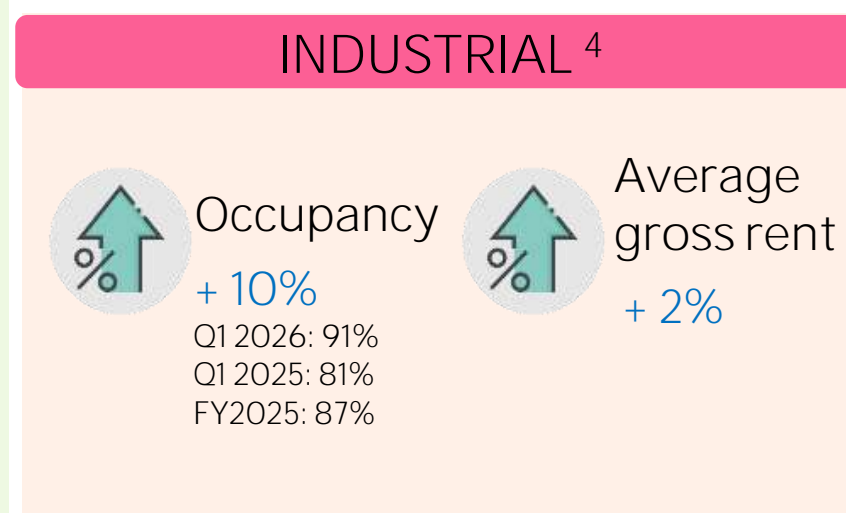 INDUSTRIAL 4
Occupancy
+ 10%
Q1 2026: 91%
Q1 2025: 81%
FY2025: 87%
Average
gross rent
+ 2%
%
%